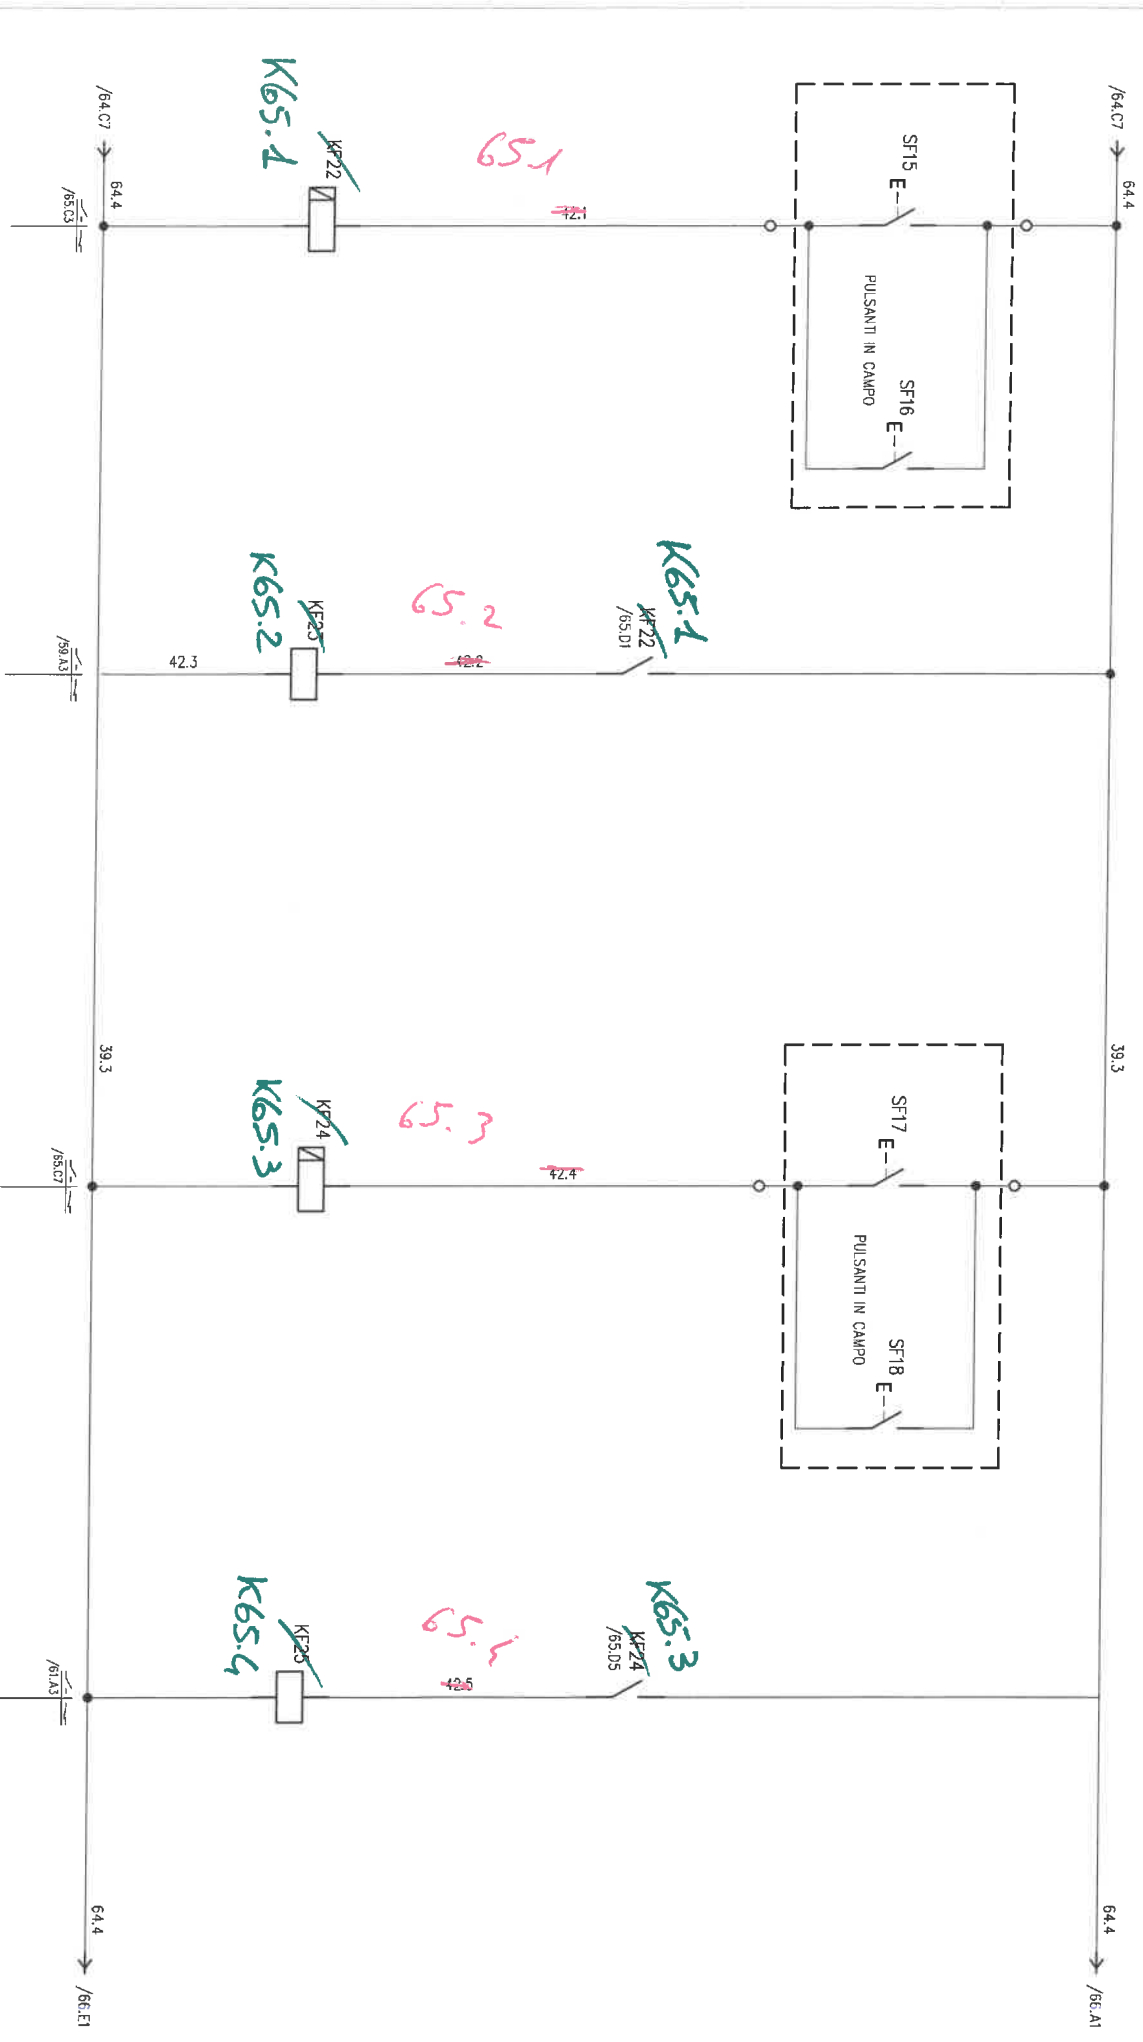 /64.C7
64.4
39.3
64.4
/66.A1
SF15
SF16
PULSANTI IN CAMPO
SF17
SF18
PULSANTI IN CAMPO
K65.1
KF22
/65.D1
K65.3
KF24
/65.D5
65.1
42.1
65.2
42.2
65.3
42.4
65.4
42.5
KF22
K65.1
KF23
K65.2
42.3
KF24
K65.3
KF25
K65.4
/64.C7
64.4
39.3
64.4
/66.E1
/65.C3
/59.A3
/65.C7
/61.A3